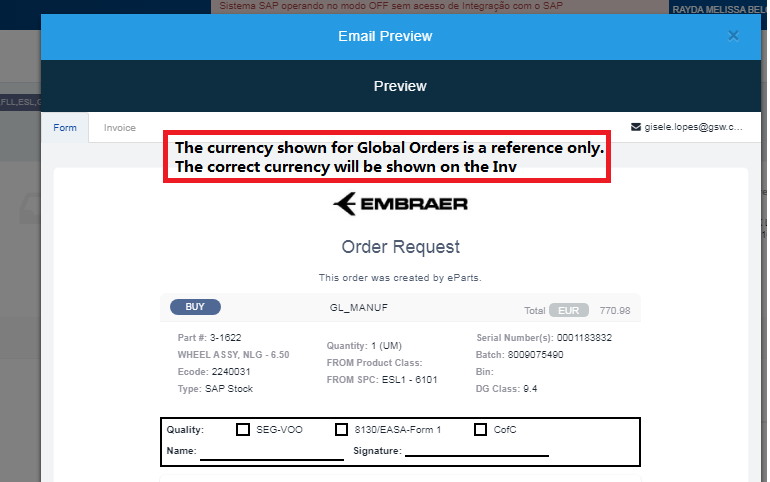 Sistema SAP operando no modo OFF sem acesso de Integração com o SAP
RAYDA MELISSA BEL
Email Preview
×
Preview
FLL,ESL,
Form
Invoice
gisele.lopes@gsw.c...
The currency shown for Global Orders is a reference only.
The correct currency will be shown on the Inv
EMBRAER
Order Request
This order was created by eParts.
BUY
GL_MANUF
Total EUR 770.98
Part #: 3-1622
WHEEL ASSY, NLG - 6.50
Ecode: 2240031
Type: SAP Stock
Quantity: 1 (UM)
FROM Product Class:
FROM SPC: ESL1 - 6101
Serial Number(s): 0001183832
Batch: 8009075490
Bin:
DG Class: 9.4
Quality: SEG-VOO 8130/EASA-Form 1 CofC
Name: Signature: